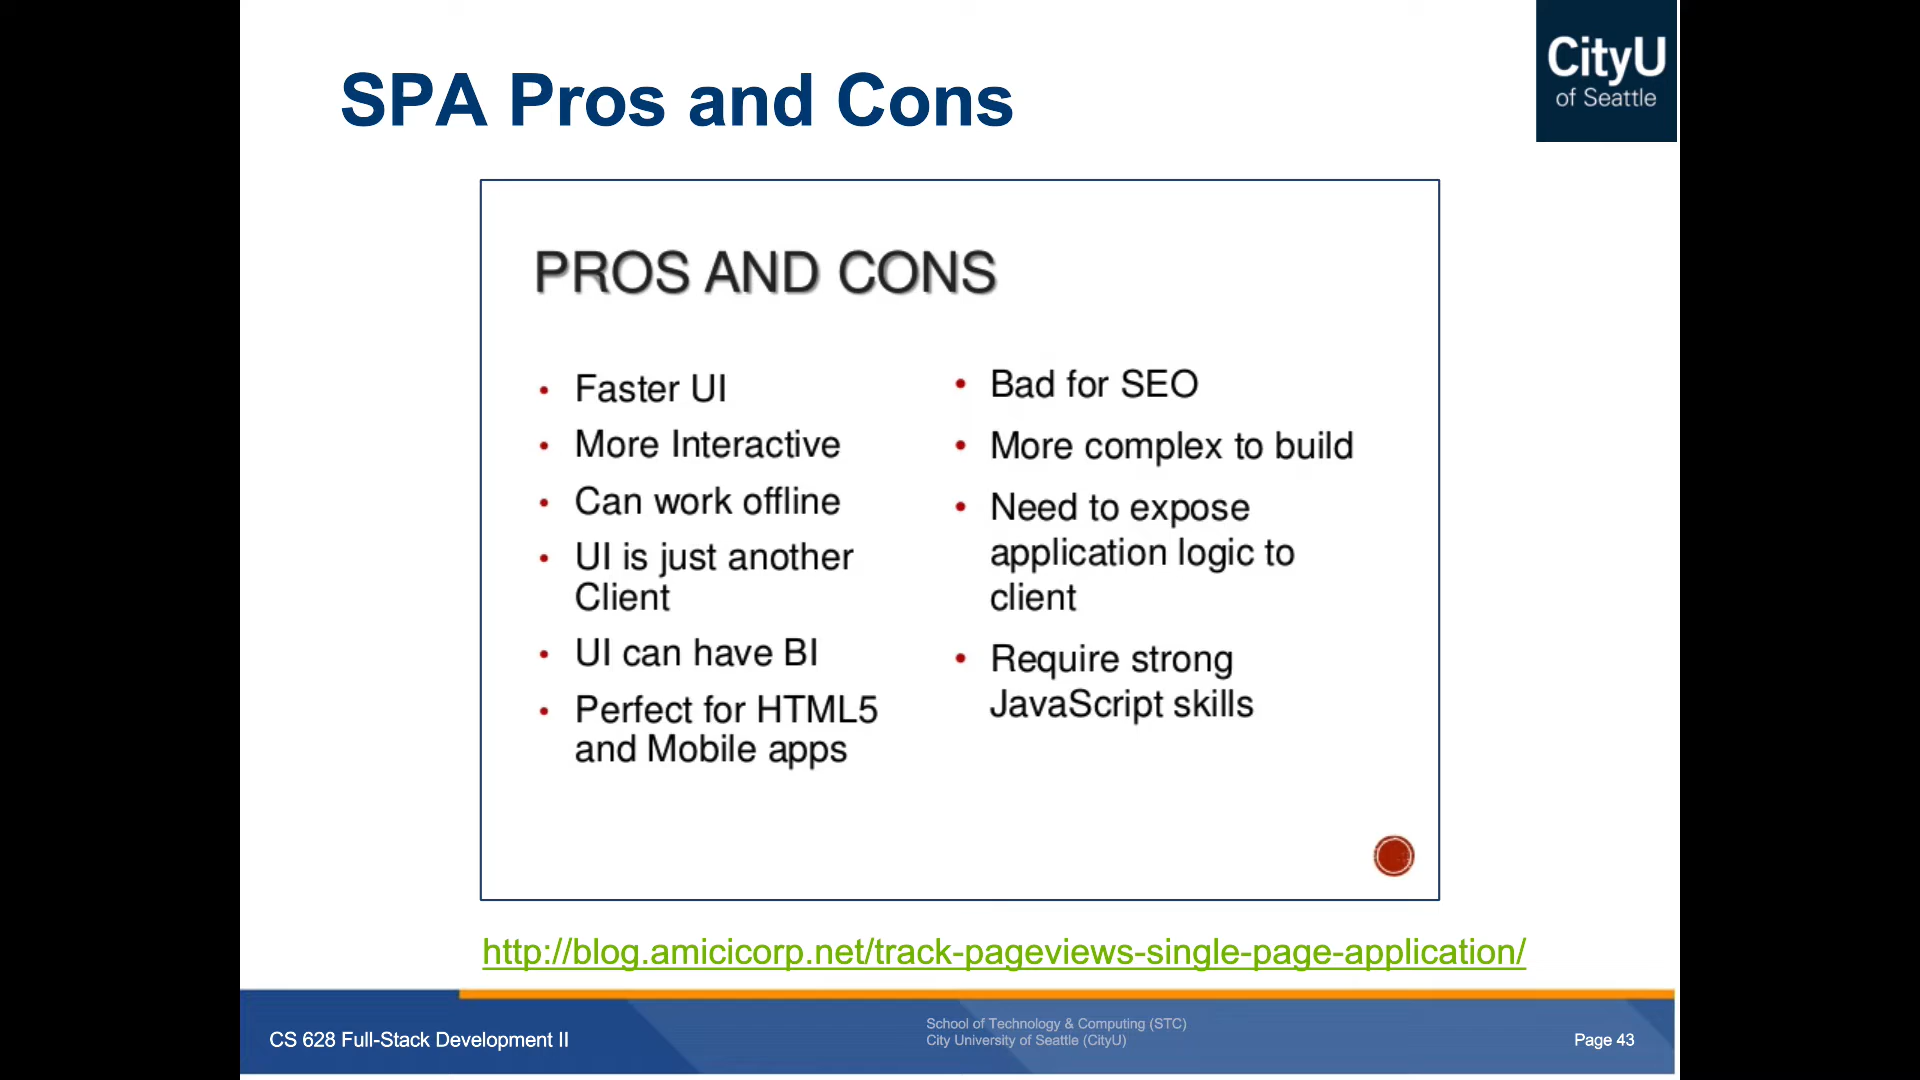 SPA Pros and Cons
CityU
of Seattle
PROS AND CONS
• Faster UI
• More Interactive
• Can work offline
• UI is just another
Client
• UI can have BI
• Perfect for HTML5
and Mobile apps
• Bad for SEO
• More complex to build
• Need to expose
application logic to
client
• Require strong
JavaScript skills
http://blog.amicicorp.net/track-pageviews-single-page-application/
CS 628 Full-Stack Development II
School of Technology & Computing (STC)
City University of Seattle (CityU)
Page 43